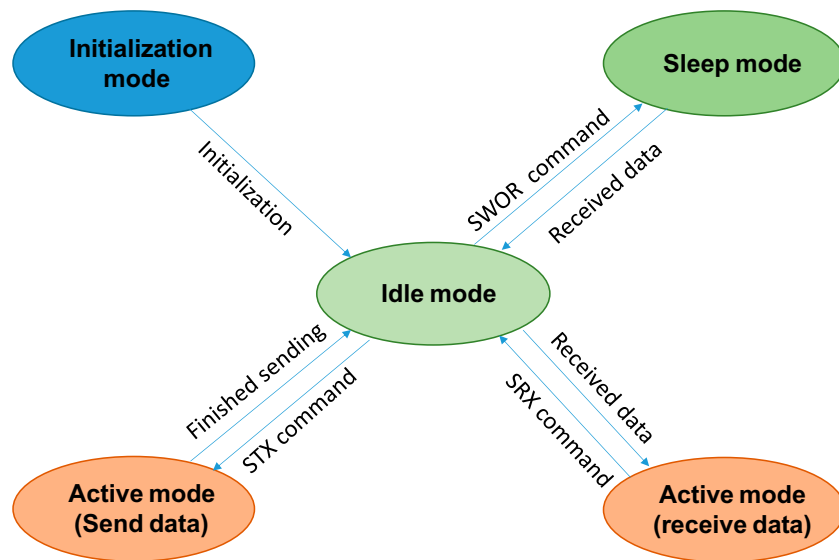 Initialization
mode
Sleep mode
Initialization
SWOR command
Received data
Idle mode
Finished sending
STX command
Received data
SRX command
Active mode
(Send data)
Active mode
(receive data)